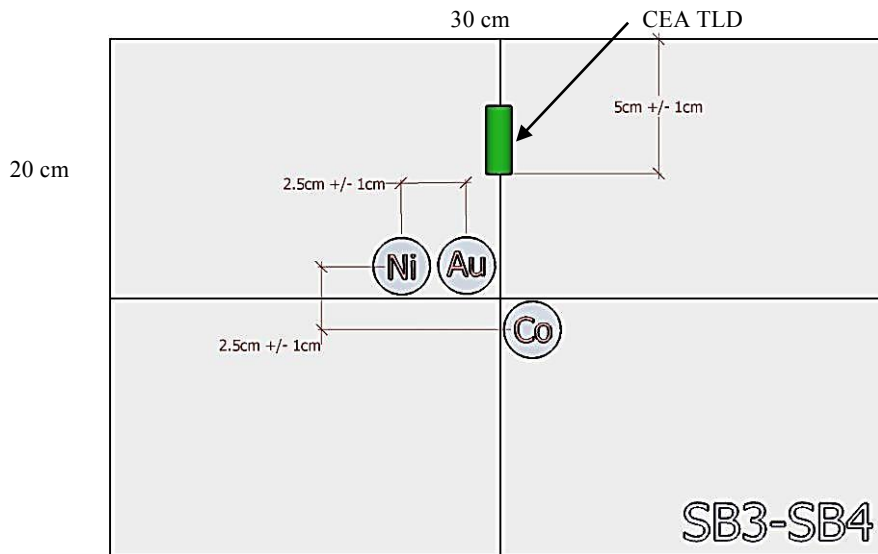 30 cm
CEA TLD
5cm +/- 1cm
20 cm
2.5cm +/- 1cm
Ni
Au
Co
2.5cm +/- 1cm
SB3-SB4